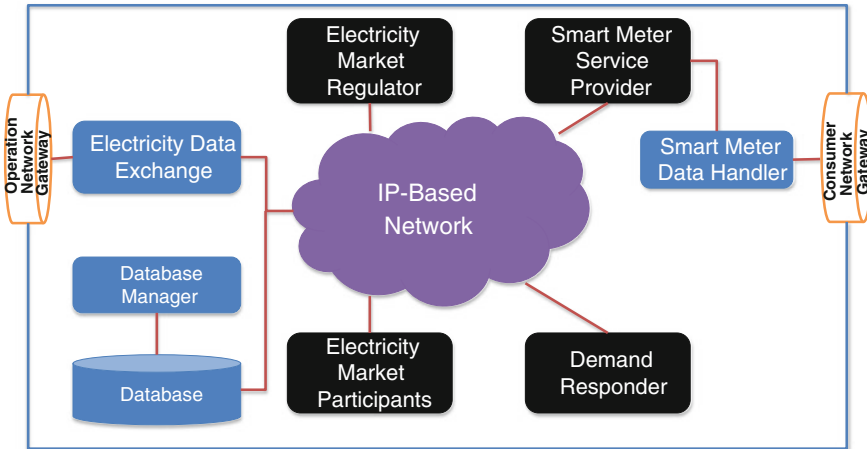 Operation
Network
Gateway
Electricity Data
Exchange
Database
Manager
Database
Electricity
Market
Regulator
IP-Based
Network
Electricity
Market
Participants
Smart Meter
Service
Provider
Smart Meter
Data Handler
Demand
Responder
Consumer
Network
Gateway